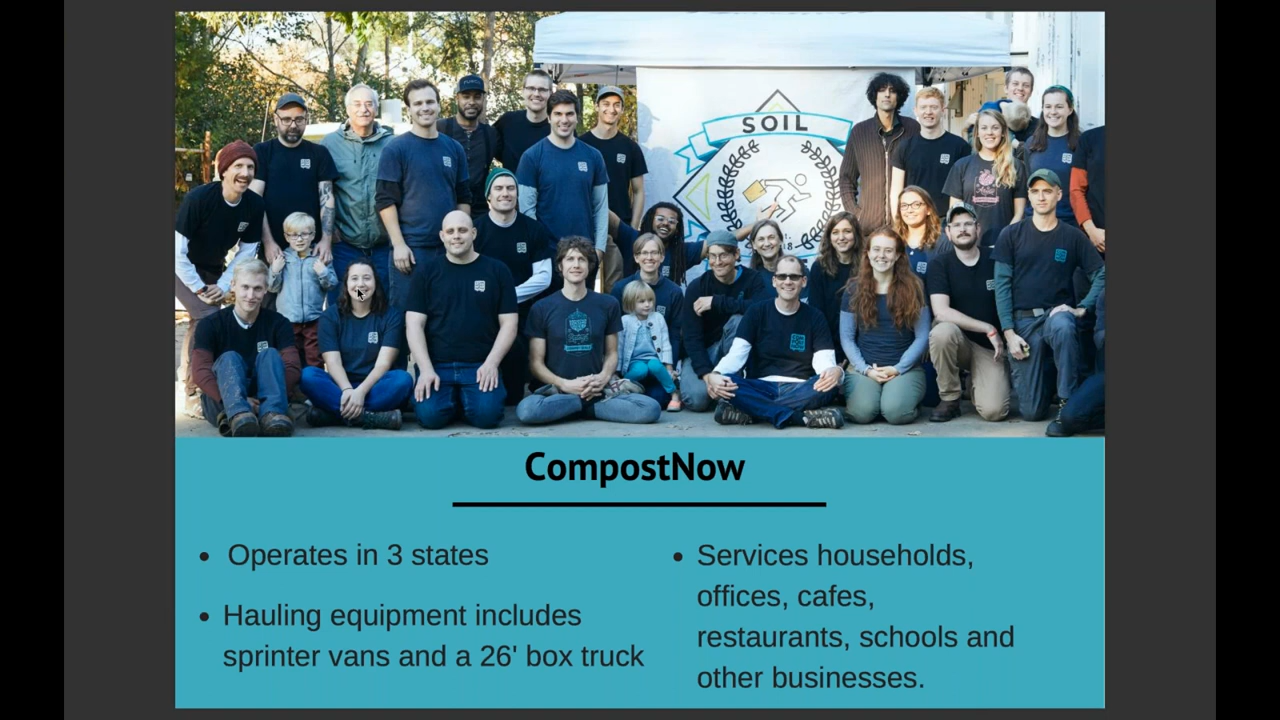 SOIL
CompostNow
Operates in 3 states
Hauling equipment includes
sprinter vans and a 26' box truck
Services households,
offices, cafes,
restaurants, schools and
other businesses.